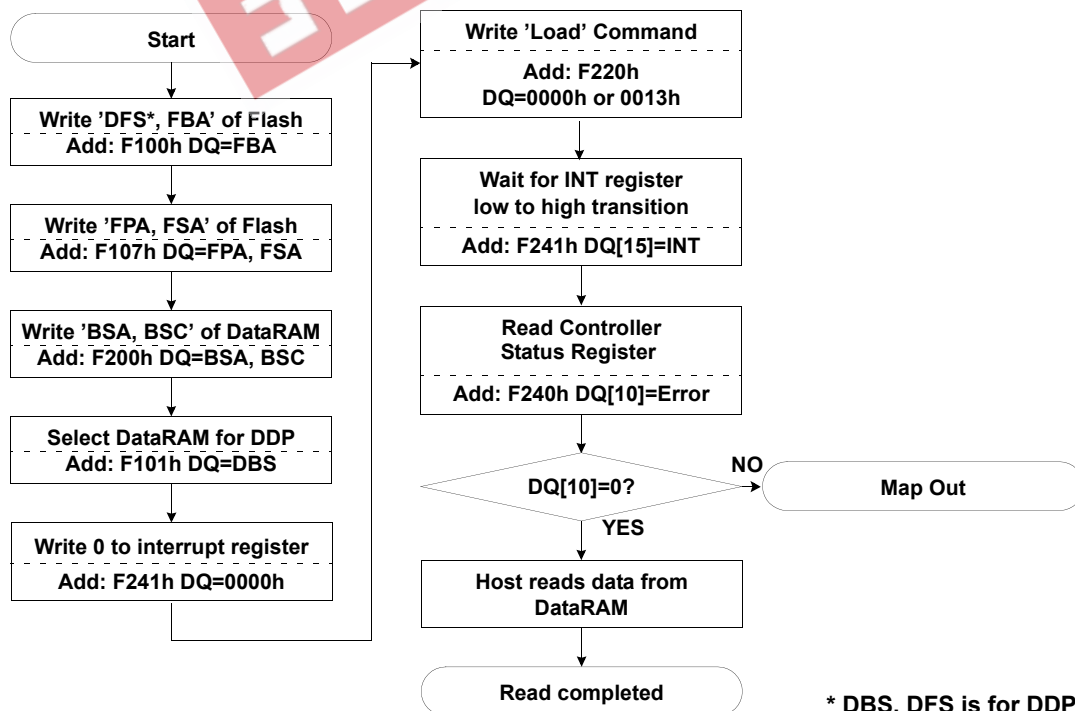 Start
Write 'DFS*, FBA' of Flash
Add: F100h DQ=FBA
Write 'FPA, FSA' of Flash
Add: F107h DQ=FPA, FSA
Write 'BSA, BSC' of DataRAM
Add: F200h DQ=BSA, BSC
Select DataRAM for DDP
Add: F101h DQ=DBS
Write 0 to interrupt register
Add: F241h DQ=0000h
Write 'Load' Command
Add: F220h
DQ=0000h or 0013h
Wait for INT register
low to high transition
Add: F241h DQ[15]=INT
Read Controller
Status Register
Add: F240h DQ[10]=Error
DQ[10]=0?
NO
Map Out
YES
Host reads data from
DataRAM
Read completed
* DBS, DFS is for DDP